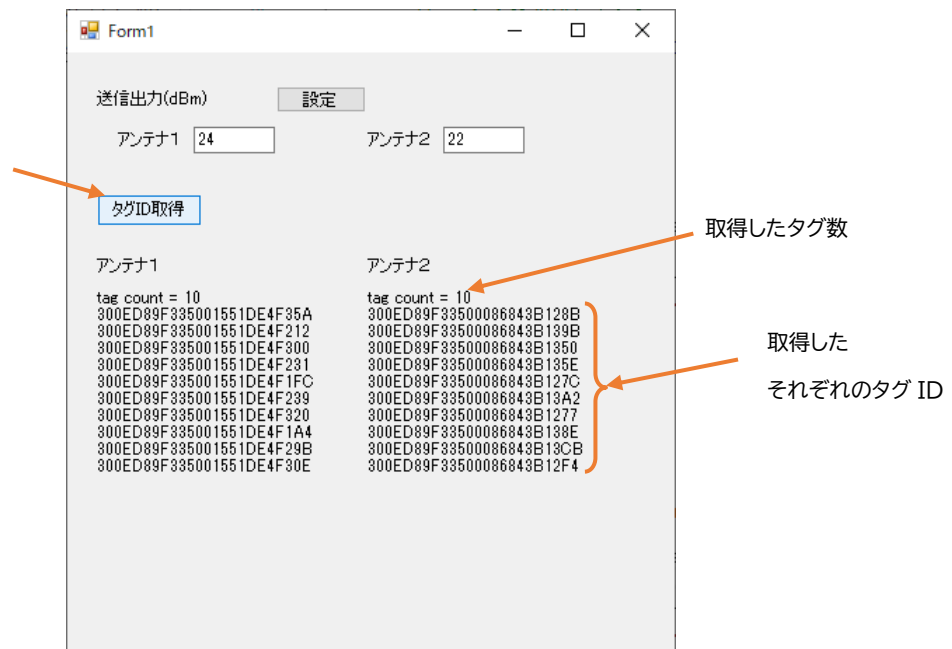 Form1
送信出力(dBm) 設定
アンテナ1 24 アンテナ2 22
タグID取得
取得したタグ数
アンテナ1 アンテナ2
tag count = 10 tag count = 10
300ED89F335001551DE4F35A 300ED89F33500086843B128B
300ED89F335001551DE4F212 300ED89F33500086843B139B
300ED89F335001551DE4F300 300ED89F33500086843B1350
300ED89F335001551DE4F231 300ED89F33500086843B135E
300ED89F335001551DE4F1FC 300ED89F33500086843B127C
300ED89F335001551DE4F239 300ED89F33500086843B13A2
300ED89F335001551DE4F320 300ED89F33500086843B1277
300ED89F335001551DE4F1A4 300ED89F33500086843B138E
300ED89F335001551DE4F29B 300ED89F33500086843B13CB
300ED89F335001551DE4F30E 300ED89F33500086843B12F4
取得した
それぞれのタグ ID